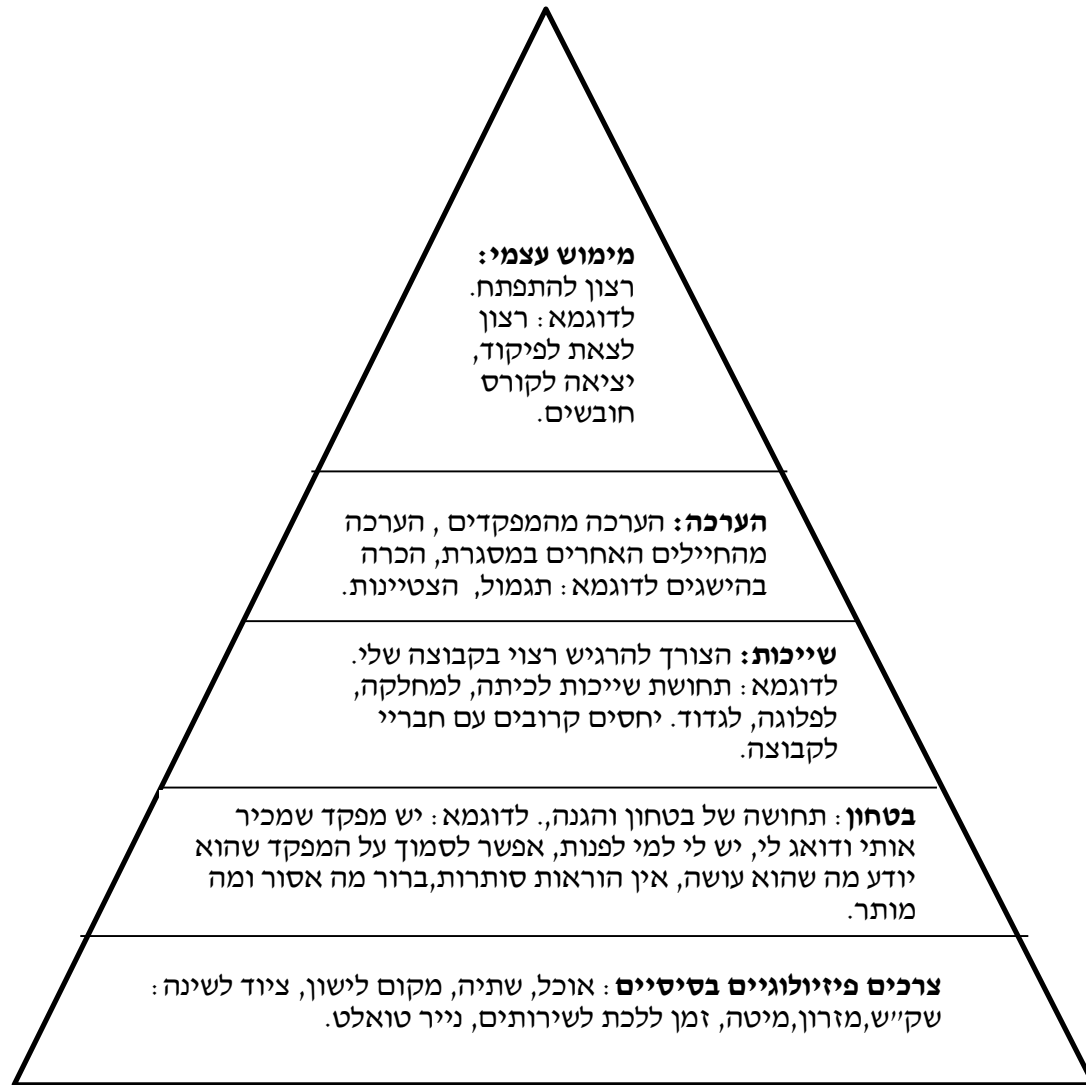 מימוש עצמי:
רצון להתפתח.
לדוגמא: רצון
לצאת לפיקוד,
יציאה לקורס
חובשים.
הערכה: הערכה מהמפקדים , הערכה
מהחיילים האחרים במסגרת, הכרה
בהישגים לדוגמא: תגמול, הצטיינות.
שייכות: הצורך להרגיש רצוי בקבוצה שלי.
לדוגמא: תחושת שייכות לכיתה, למחלקה,
לפלוגה, לגדוד. יחסים קרובים עם חבריי
לקבוצה.
בטחון: תחושה של בטחון והגנה,. לדוגמא: יש מפקד שמכיר
אותי ודואג לי, יש לי למי לפנות, אפשר לסמוך על המפקד שהוא
יודע מה שהוא עושה, אין הוראות סותרות,ברור מה אסור ומה
מותר.
צרכים פיזיולוגיים בסיסיים: אוכל, שתיה, מקום לישון, ציוד לשינה:
שק״ש,מזרון,מיטה, זמן ללכת לשירותים, נייר טואלט.